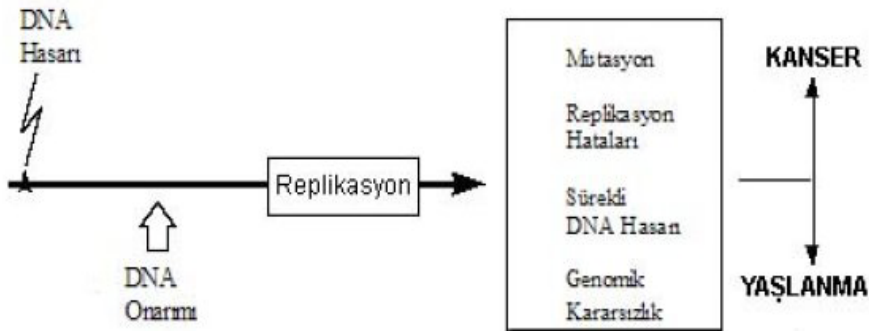 DNA
Hasarı
DNA
Onarımı
Replikasyon
Mutasyon
Replikasyon
Hataları
Sürekli
DNA Hasarı
Genomik
Kararsızlık
KANSER
YAŞLANMA